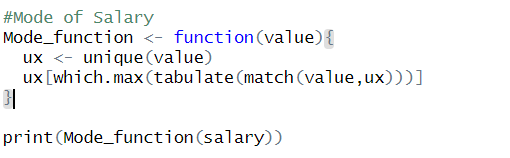 #Mode of Salary
Mode_function <- function(value){
  ux <- unique(value)
  ux[which.max(tabulate(match(value,ux)))]
}
print(Mode_function(salary))